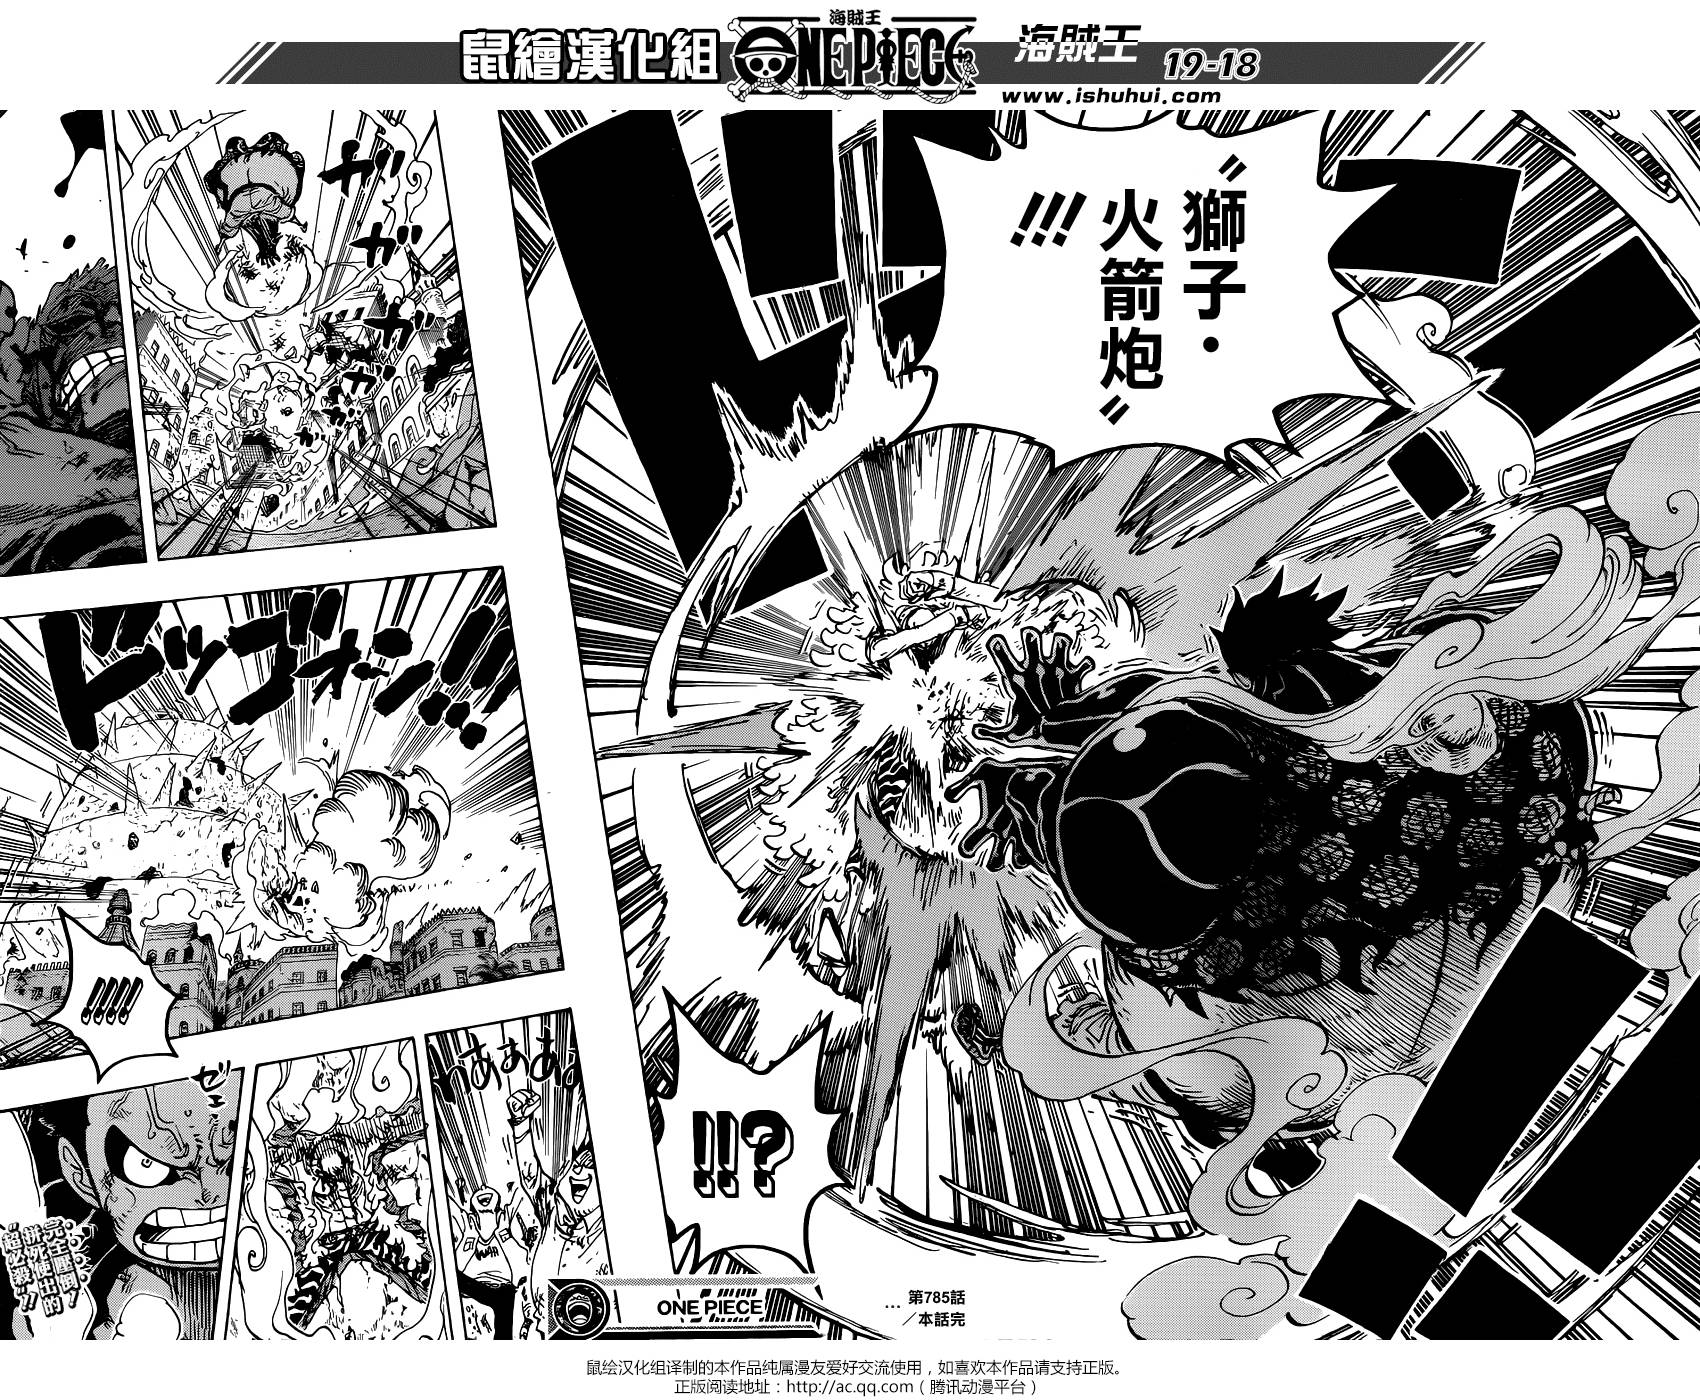 鼠繪漢化組
海賊王
ONE PIECE
海賊王
19-18
www.ishuhui.com
〝獅子·
火箭炮〞
!!!
ガ
ガ
ガ
ドッゴォーン!!!
!!!!!
!!?
ゼェ
わあぁあぁ
完全壓倒！
拼死使出的
“超必殺”!!
ONE PIECE
第785話
… ／本話完
鼠绘汉化组译制的本作品纯属漫友爱好交流使用，如喜欢本作品请支持正版。
正版阅读地址：http://ac.qq.com（腾讯动漫平台）